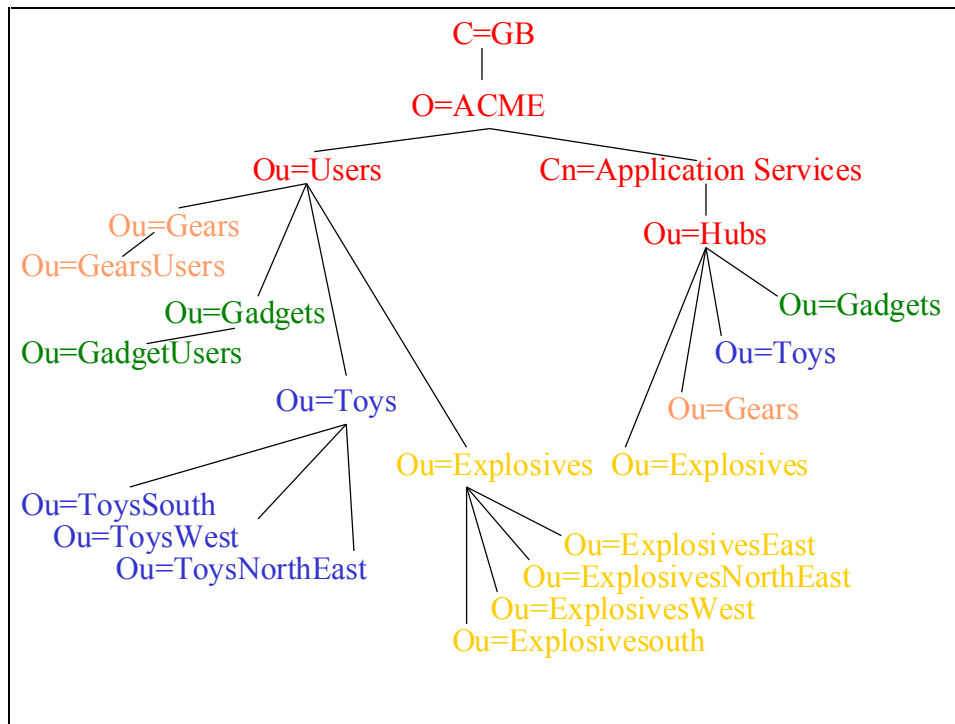 C=GB
O=ACME
Ou=Users
Cn=Application Services
Ou=Gears
Ou=Hubs
Ou=GearsUsers
Ou=Gadgets
Ou=Gadgets
Ou=GadgetUsers
Ou=Toys
Ou=Toys
Ou=Gears
Ou=Explosives
Ou=Explosives
Ou=ToysSouth
Ou=ToysWest
Ou=ToysNorthEast
Ou=ExplosivesEast
Ou=ExplosivesNorthEast
Ou=ExplosivesWest
Ou=Explosivesouth